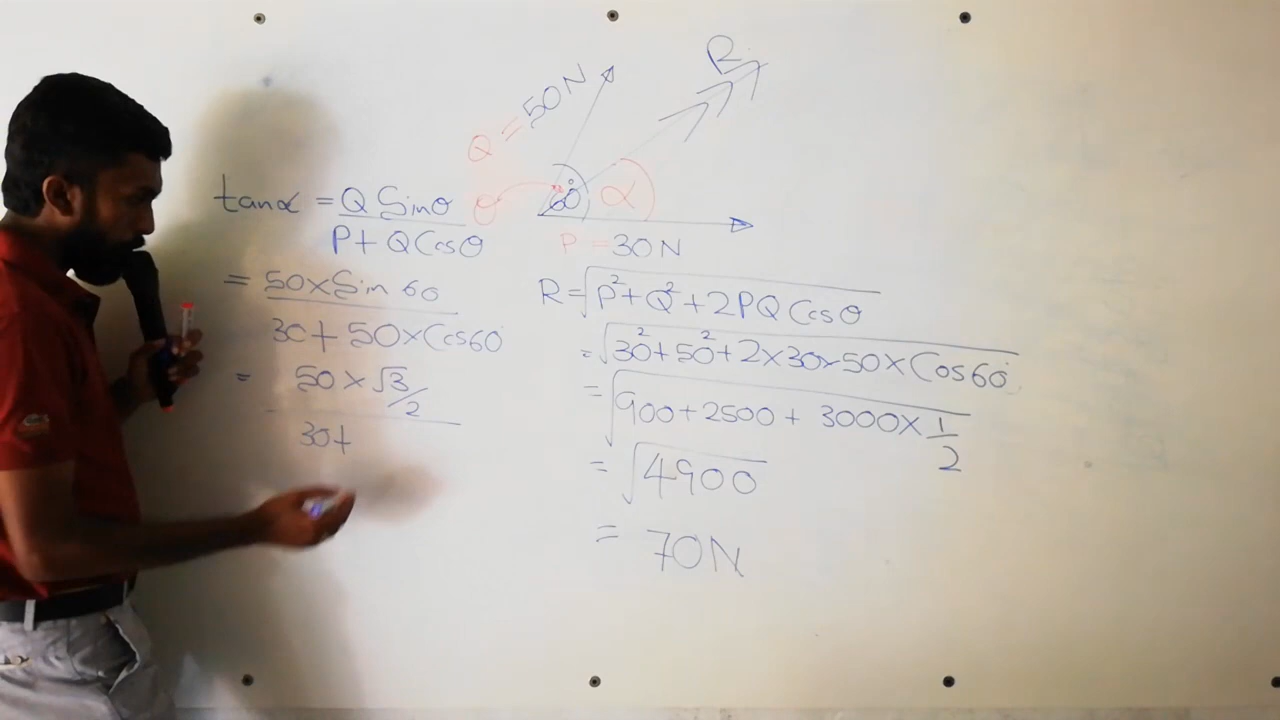 R
Q = 50N
60°
α
θ
P = 30N
tanα = Q Sinθ
P + Q Cosθ
= 50×Sin 60
30 + 50×Cos60
= 50 × √3/2
30+
R = √P²+Q²+2PQ Cosθ
= √30²+50²+2×30×50×Cos60
= √900+2500+3000×1/2
= √4900
= 70N